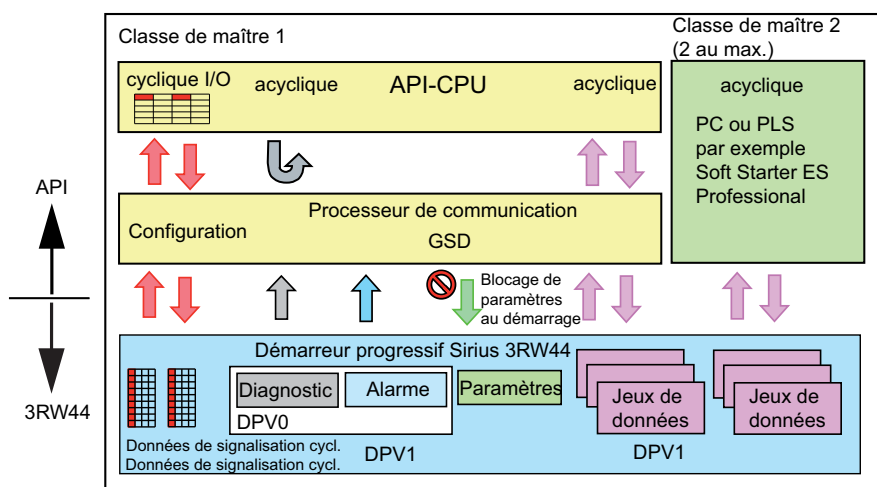 Classe de maître 1
Classe de maître 2
(2 au max.)
cyclique I/O
acyclique
API-CPU
acyclique
acyclique
PC ou PLS
par exemple
Soft Starter ES
Professional
API
Processeur de communication
Configuration
GSD
Blocage de
paramètres
au démarrage
3RW44
Démarreur progressif Sirius 3RW44
Diagnostic
Alarme
Paramètres
Jeux de
données
Jeux de
données
DPV0
Données de signalisation cycl.
Données de signalisation cycl.
DPV1
DPV1